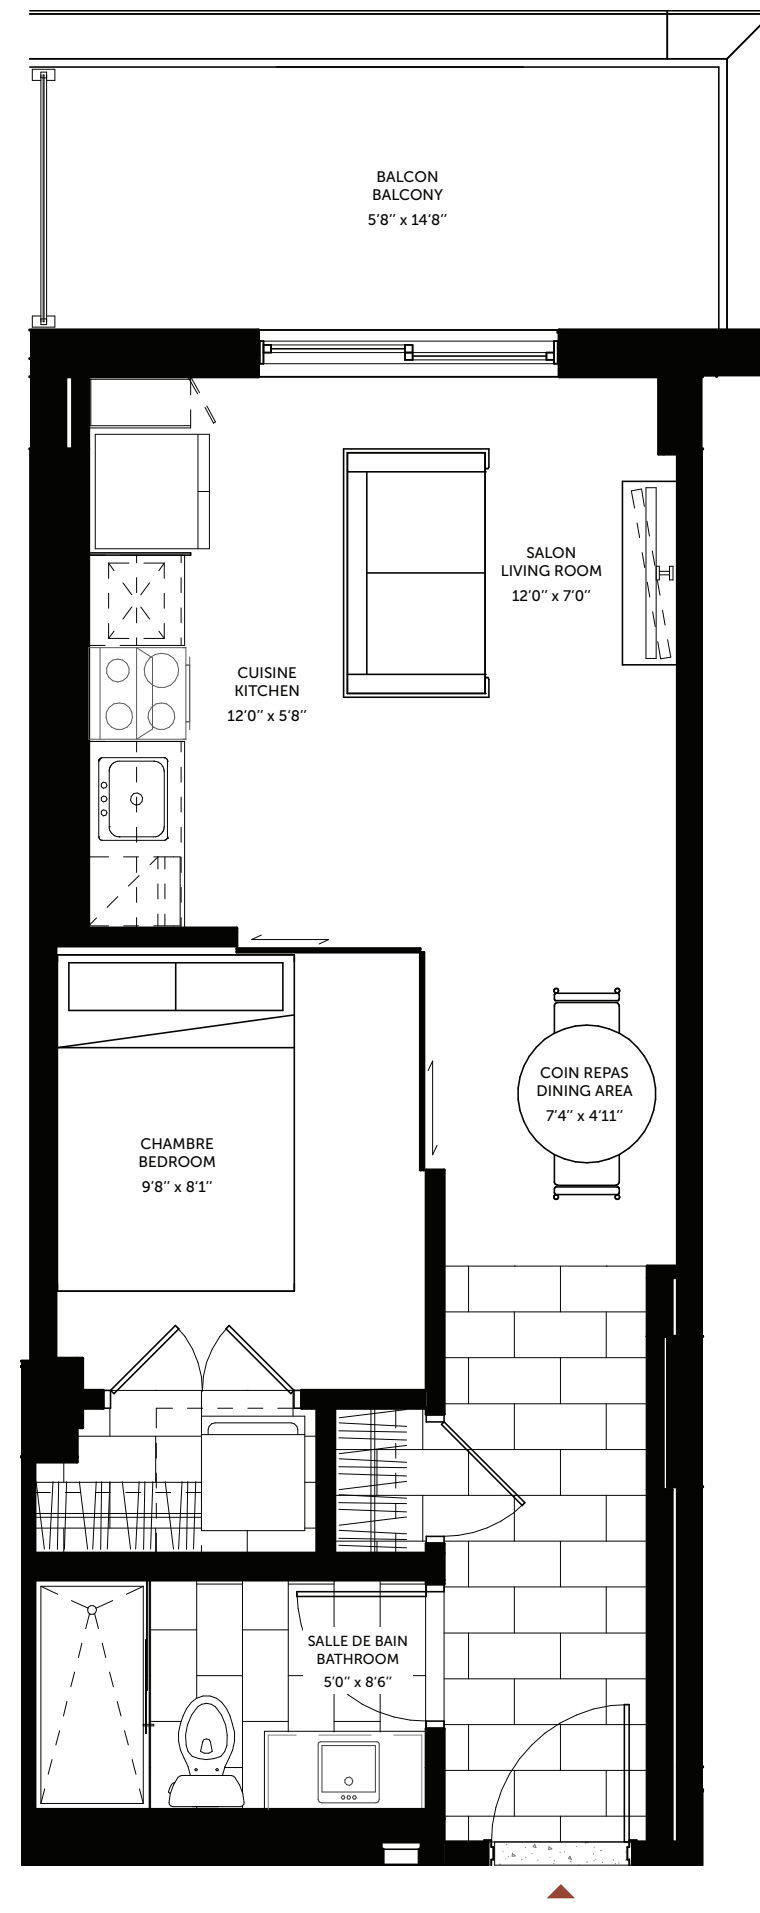 BALCON
BALCONY
5'8'' x 14'8''
SALON
LIVING ROOM
12'0'' x 7'0''
CUISINE
KITCHEN
12'0'' x 5'8''
COIN REPAS
DINING AREA
7'4'' x 4'11''
CHAMBRE
BEDROOM
9'8'' x 8'1''
SALLE DE BAIN
BATHROOM
5'0'' x 8'6''